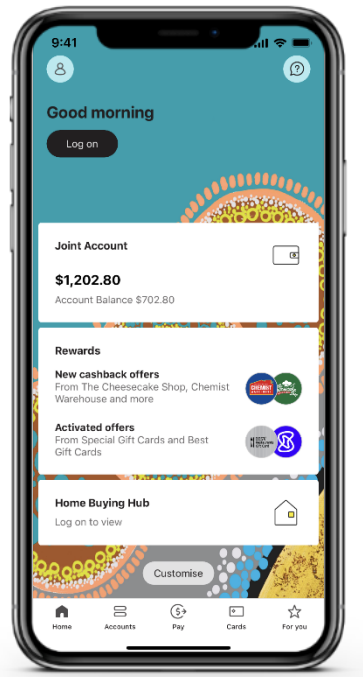 9:41
Good morning
Log on
Joint Account
$1,202.80
Account Balance $702.80
Rewards
New cashback offers
From The Cheesecake Shop, Chemist
Warehouse and more
CHEMIST
Activated offers
From Special Gift Cards and Best
Gift Cards
Home Buying Hub
Log on to view
Customise
Home
Accounts
Pay
Cards
For you